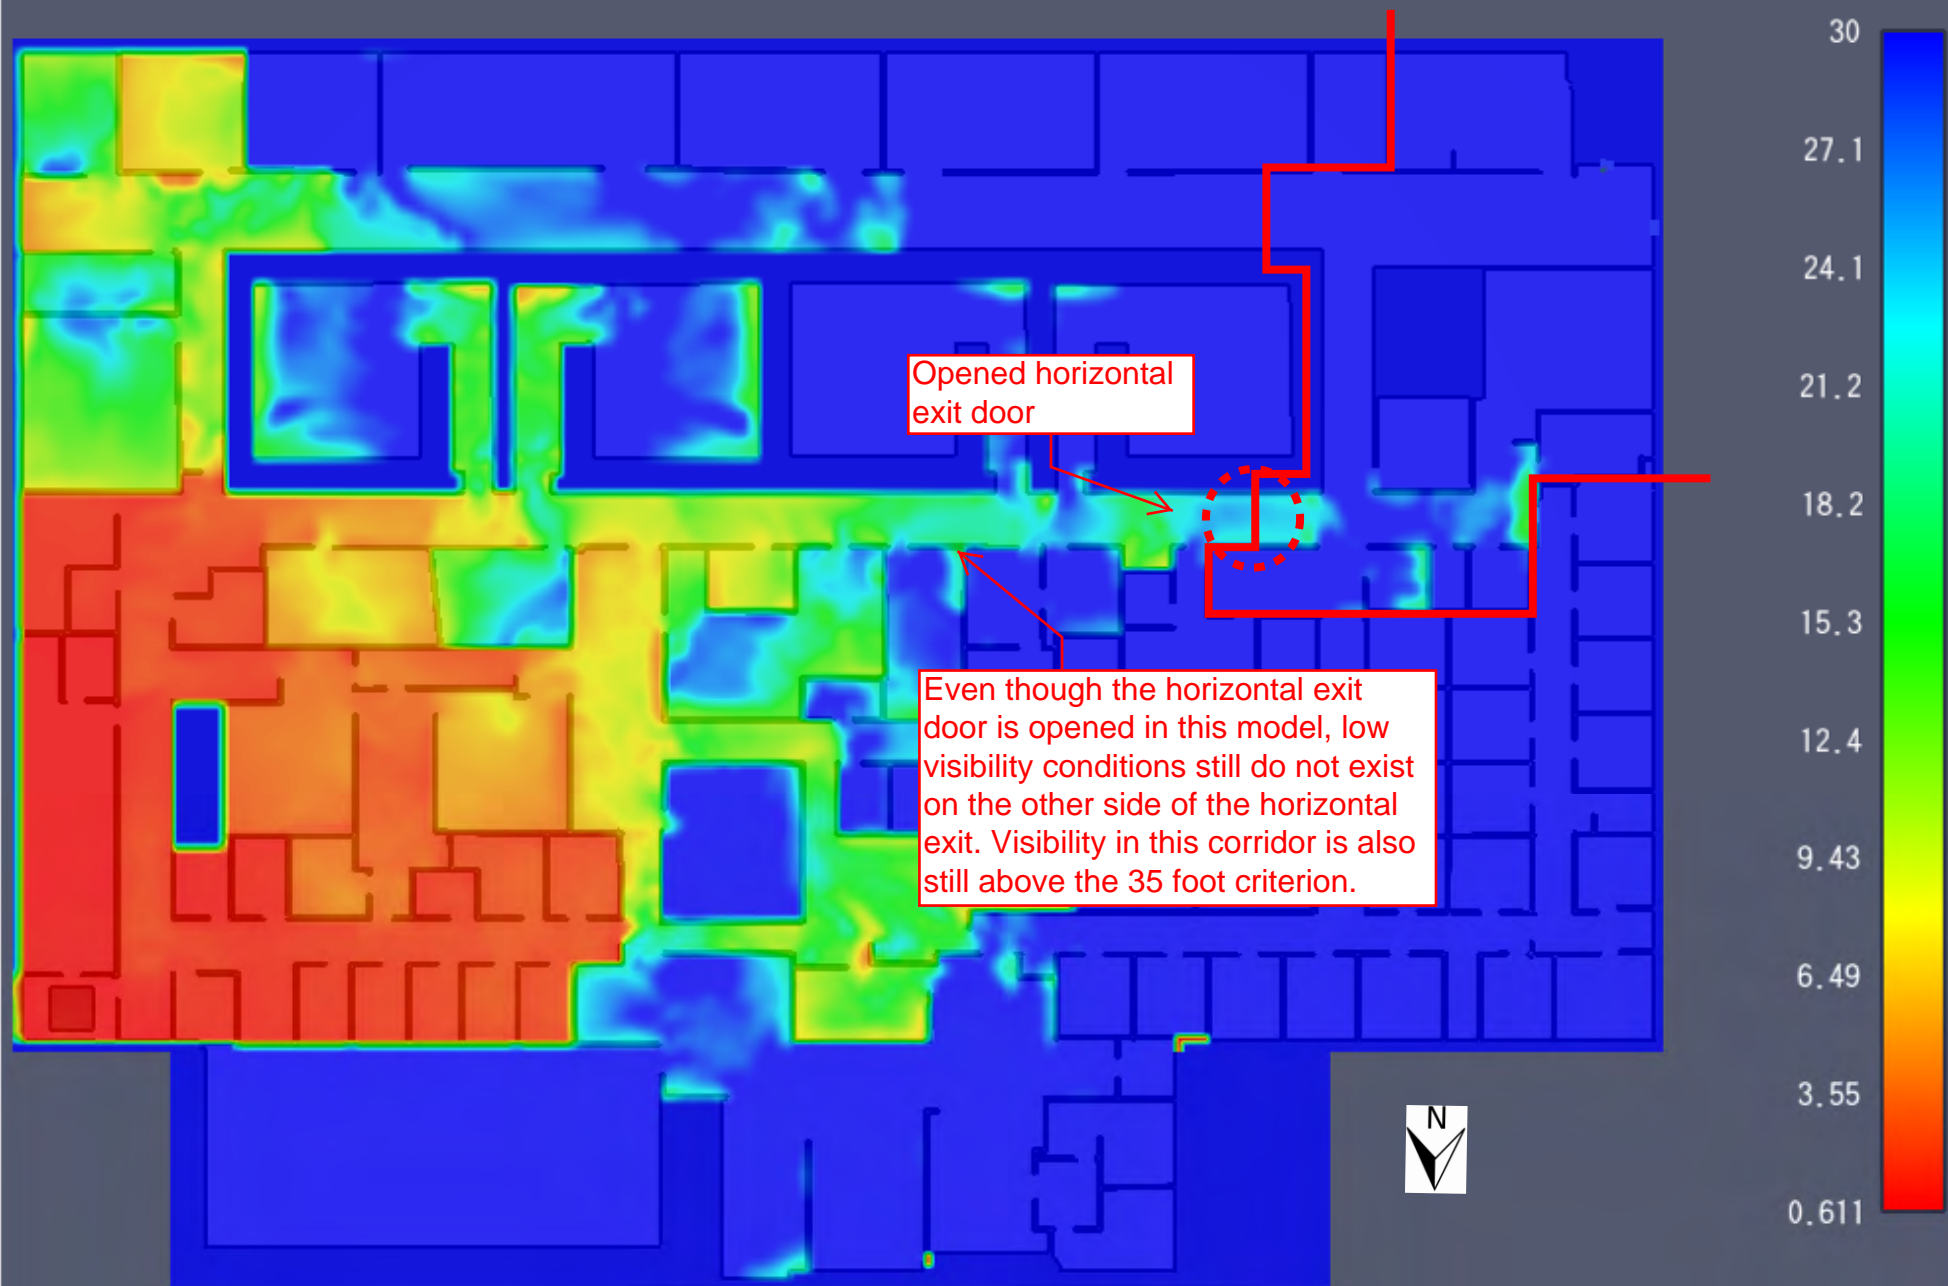 30
27.1
24.1
21.2
18.2
15.3
12.4
9.43
6.49
3.55
0.611
Opened horizontal
exit door
Even though the horizontal exit
door is opened in this model, low
visibility conditions still do not exist
on the other side of the horizontal
exit. Visibility in this corridor is also
still above the 35 foot criterion.
N